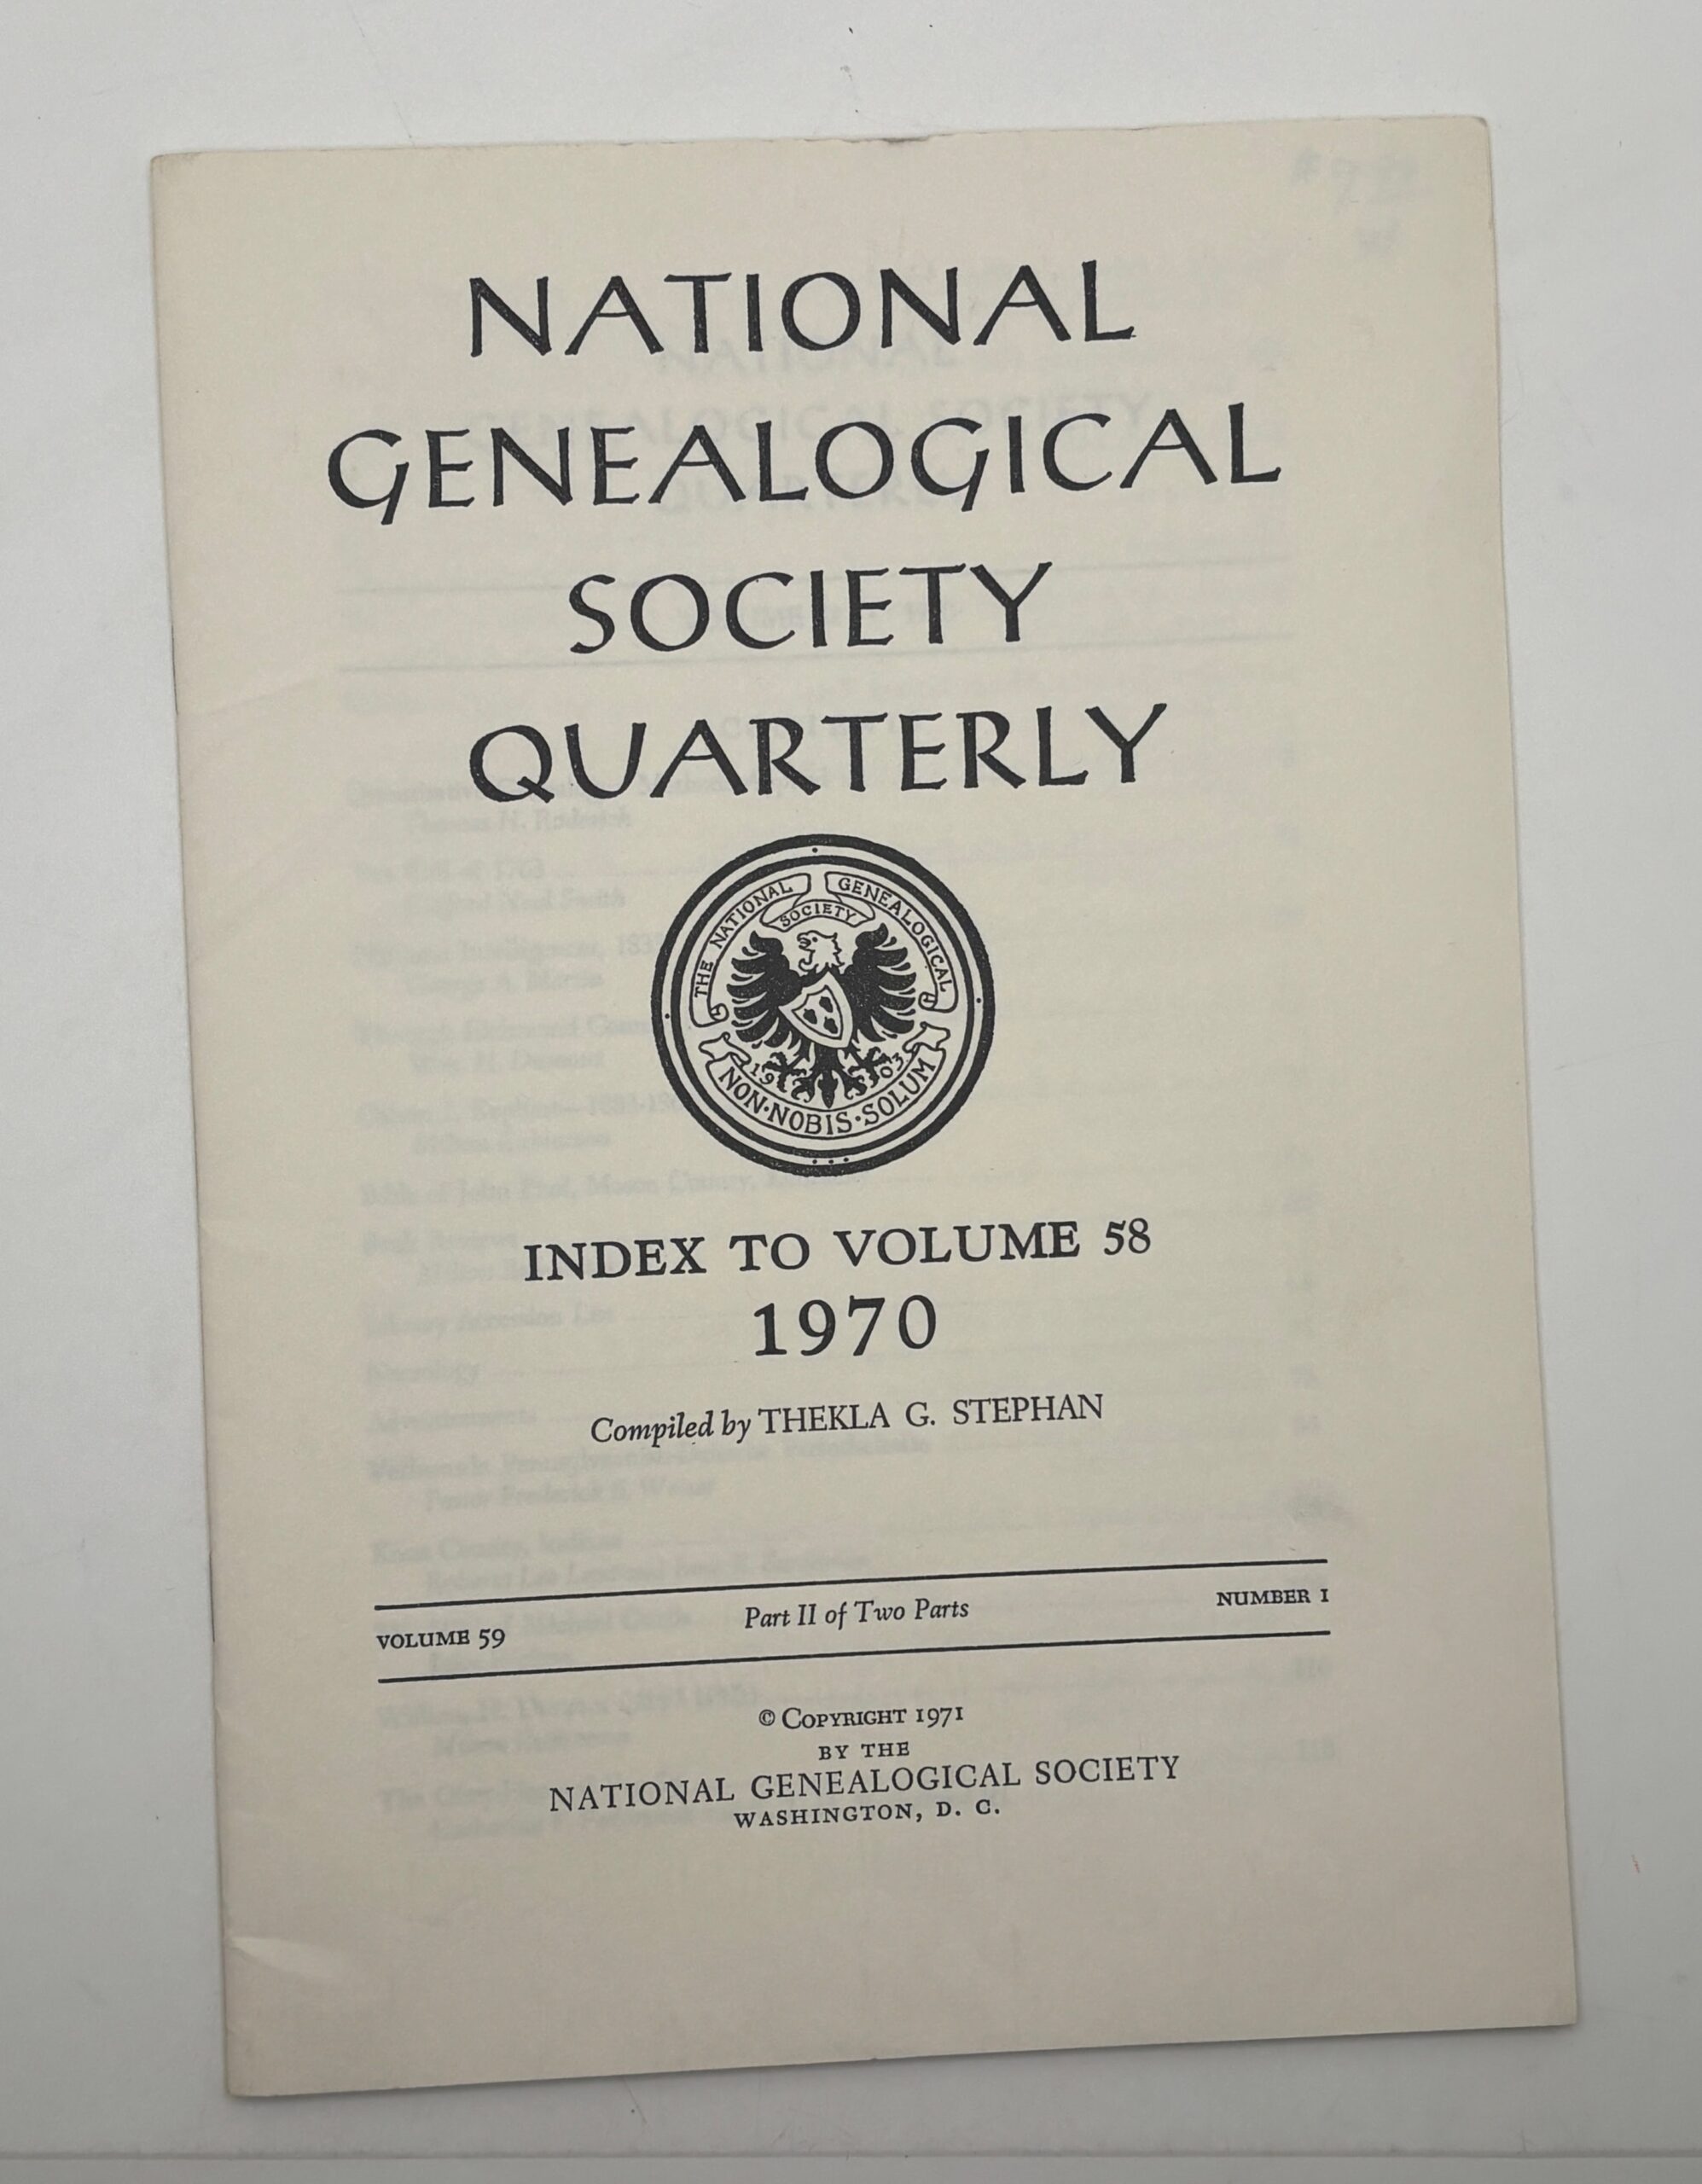 NATIONAL
GENEALOGICAL
SOCIETY
QUARTERLY
THE NATIONAL GENEALOGICAL
SOCIETY
1903
NON·NOBIS·SOLUM
INDEX TO VOLUME 58
1970
Compiled by THEKLA G. STEPHAN
VOLUME 59 Part II of Two Parts NUMBER 1
© COPYRIGHT 1971
BY THE
NATIONAL GENEALOGICAL SOCIETY
WASHINGTON, D. C.